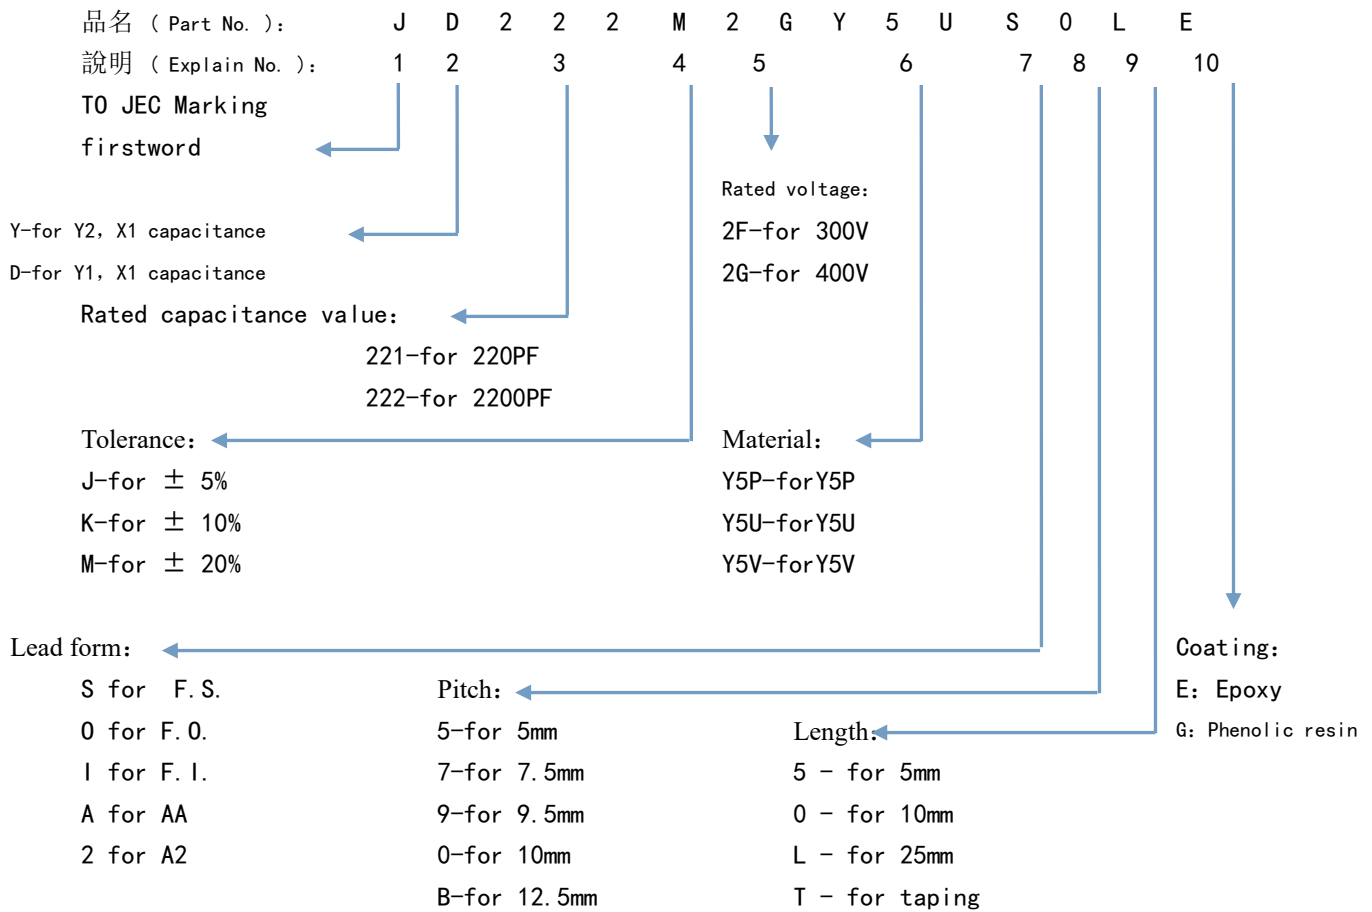 品名 ( Part No. ): J D 2 2 2 M 2 G Y 5 U S 0 L E
說明 ( Explain No. ): 1 2 3 4 5 6 7 8 9 10
TO JEC Marking
firstword
Rated voltage:
Y-for Y2, X1 capacitance
2F-for 300V
D-for Y1, X1 capacitance
2G-for 400V
Rated capacitance value:
221-for 220PF
222-for 2200PF
Tolerance:
Material:
J-for ± 5%
Y5P-forY5P
K-for ± 10%
Y5U-forY5U
M-for ± 20%
Y5V-forY5V
Lead form:
Coating:
S for F.S.
Pitch:
E: Epoxy
O for F.O.
5-for 5mm
Length:
G: Phenolic resin
I for F.I.
7-for 7.5mm
5 - for 5mm
A for AA
9-for 9.5mm
0 - for 10mm
2 for A2
0-for 10mm
L - for 25mm
B-for 12.5mm
T - for taping